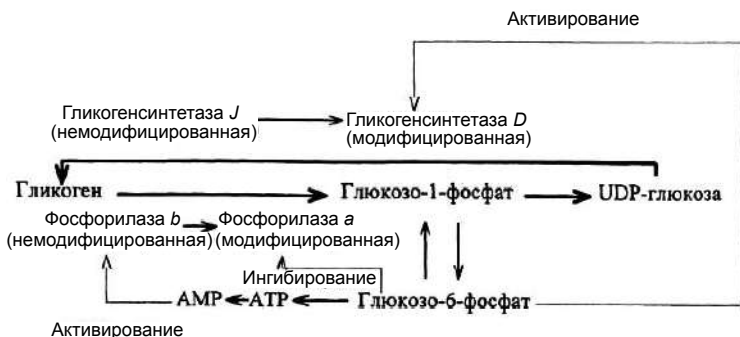 Активирование
Гликогенсинтетаза J
(немодифицированная)
Гликогенсинтетаза D
(модифицированная)
Гликоген
Глюкозо-1-фосфат
UDP-глюкоза
Фосфорилаза b
(немодифицированная)
Фосфорилаза a
(модифицированная)
Ингибирование
AMP
ATP
Глюкозо-6-фосфат
Активирование